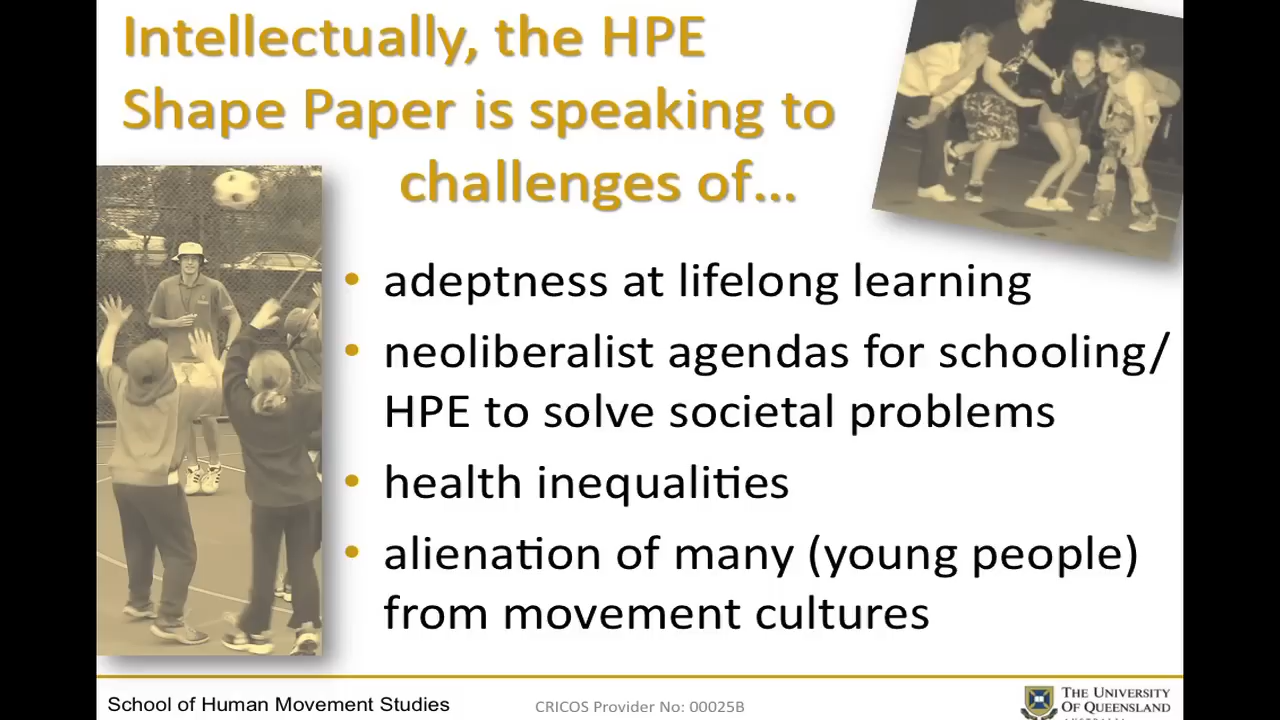 Intellectually, the HPE
Shape Paper is speaking to
challenges of...
• adeptness at lifelong learning
• neoliberalist agendas for schooling/
HPE to solve societal problems
• health inequalities
• alienation of many (young people)
from movement cultures
School of Human Movement Studies
CRICOS Provider No: 00025B
THE UNIVERSITY
OF QUEENSLAND